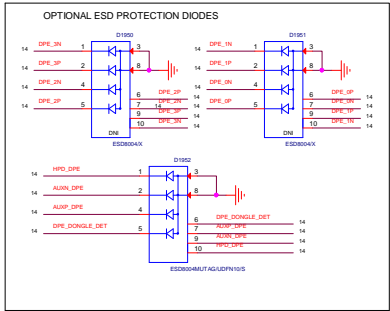 OPTIONAL ESD PROTECTION DIODES
D1950
14 DPE_3N 1 3
14 DPE_3P 2 8
14 DPE_2N 4
14 DPE_2P 5 6 DPE_2P 14
7 DPE_2N 14
9 DPE_3P 14
10 DPE_3N 14
DNI
ESD8004/X
D1951
14 DPE_1N 1 3
14 DPE_1P 2 8
14 DPE_0N 4
14 DPE_0P 5 6 DPE_0P 14
7 DPE_0N 14
9 DPE_1P 14
10 DPE_1N 14
DNI
ESD8004/X
D1952
14 HPD_DPE 1 3
14 AUXN_DPE 2 8
14 AUXP_DPE 4
14 DPE_DONGLE_DET 5 6 DPE_DONGLE_DET 14
7 AUXP_DPE 14
9 AUXN_DPE 14
10 HPD_DPE 14
ESD8004MUTAG/UDFN10/S